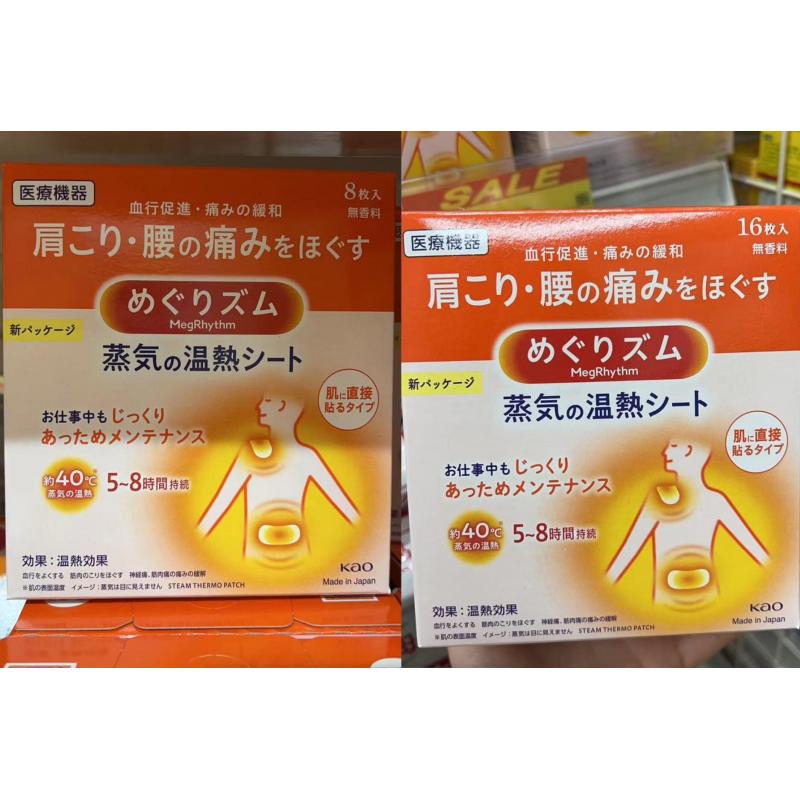 医療機器
8枚入
無香料
血行促進・痛みの緩和
肩こり・腰の痛みをほぐす
めぐりズム
MegRhythm
新パッケージ
蒸気の温熱シート
肌に直接
貼るタイプ
お仕事中もじっくり
あっためメンテナンス
約40℃※
蒸気の温熱
5~8時間持続
効果:温熱効果
血行をよくする 筋肉のこりをほぐす 神経痛、筋肉痛の痛みの緩解
※肌の表面温度 イメージ:蒸気は目に見えません STEAM THERMO PATCH
Kao
Made in Japan
SALE
医療機器
16枚入
無香料
血行促進・痛みの緩和
肩こり・腰の痛みをほぐす
めぐりズム
MegRhythm
新パッケージ
蒸気の温熱シート
肌に直接
貼るタイプ
お仕事中もじっくり
あっためメンテナンス
約40℃※
蒸気の温熱
5~8時間持続
効果:温熱効果
血行をよくする 筋肉のこりをほぐす 神経痛、筋肉痛の痛みの緩解
※肌の表面温度 イメージ:蒸気は目に見えません STEAM THERMO PATCH
Kao
Made in Japan